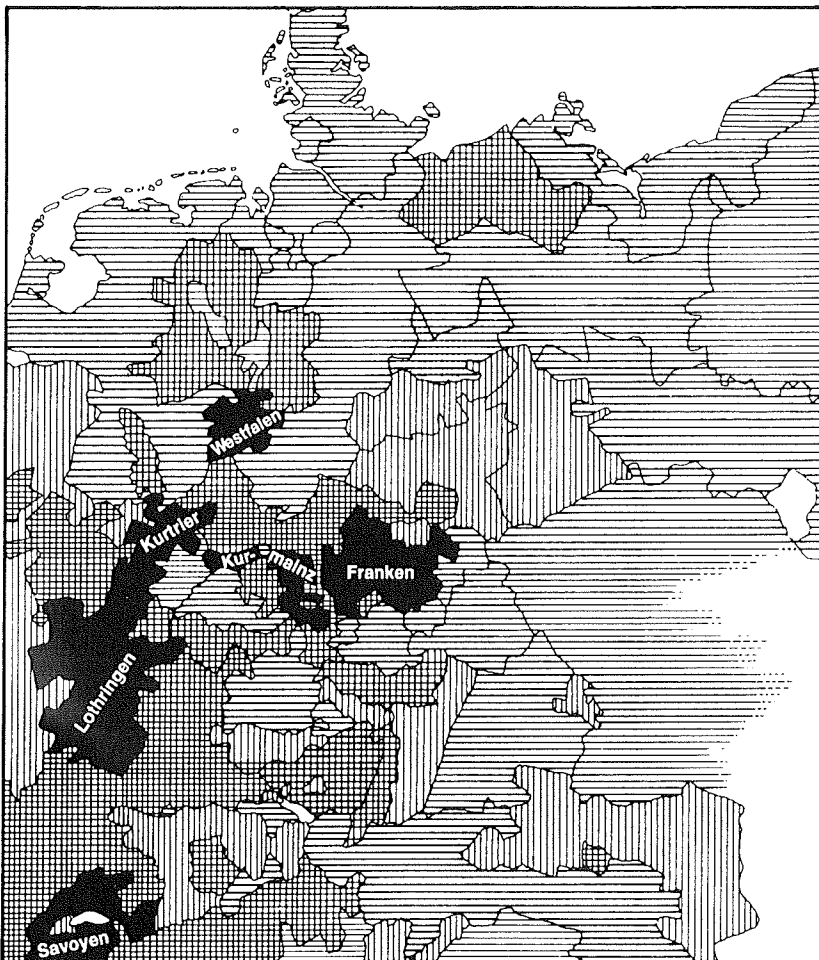 Westfalen
Kurtrier
Kur-mainz
Franken
Lothringen
Savoyen